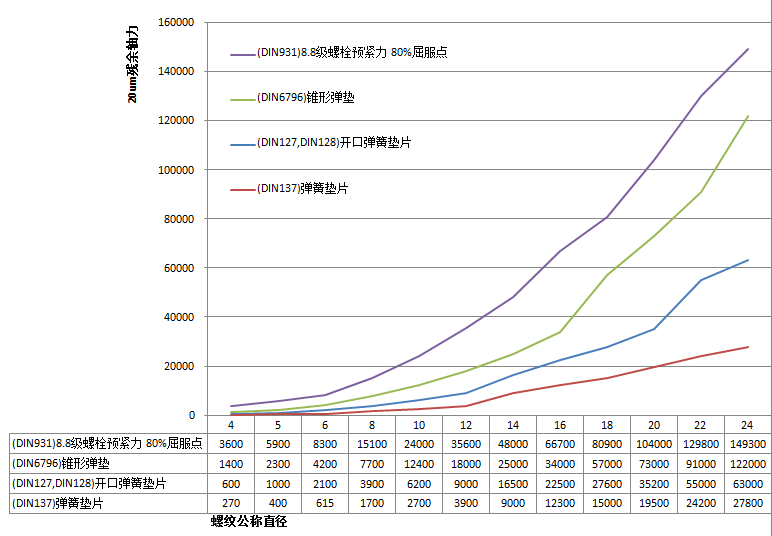 20um残余轴力
160000
140000
120000
100000
80000
60000
40000
20000
0
(DIN931)8.8级螺栓预紧力 80%屈服点
(DIN6796)锥形弹垫
(DIN127,DIN128)开口弹簧垫片
(DIN137)弹簧垫片
4 5 6 8 10 12 14 16 18 20 22 24
(DIN931)8.8级螺栓预紧力 80%屈服点 3600 5900 8300 15100 24000 35600 48000 66700 80900 104000 129800 149300
(DIN6796)锥形弹垫 1400 2300 4200 7700 12400 18000 25000 34000 57000 73000 91000 122000
(DIN127,DIN128)开口弹簧垫片 600 1000 2100 3900 6200 9000 16500 22500 27600 35200 55000 63000
(DIN137)弹簧垫片 270 400 615 1700 2700 3900 9000 12300 15000 19500 24200 27800
螺纹公称直径